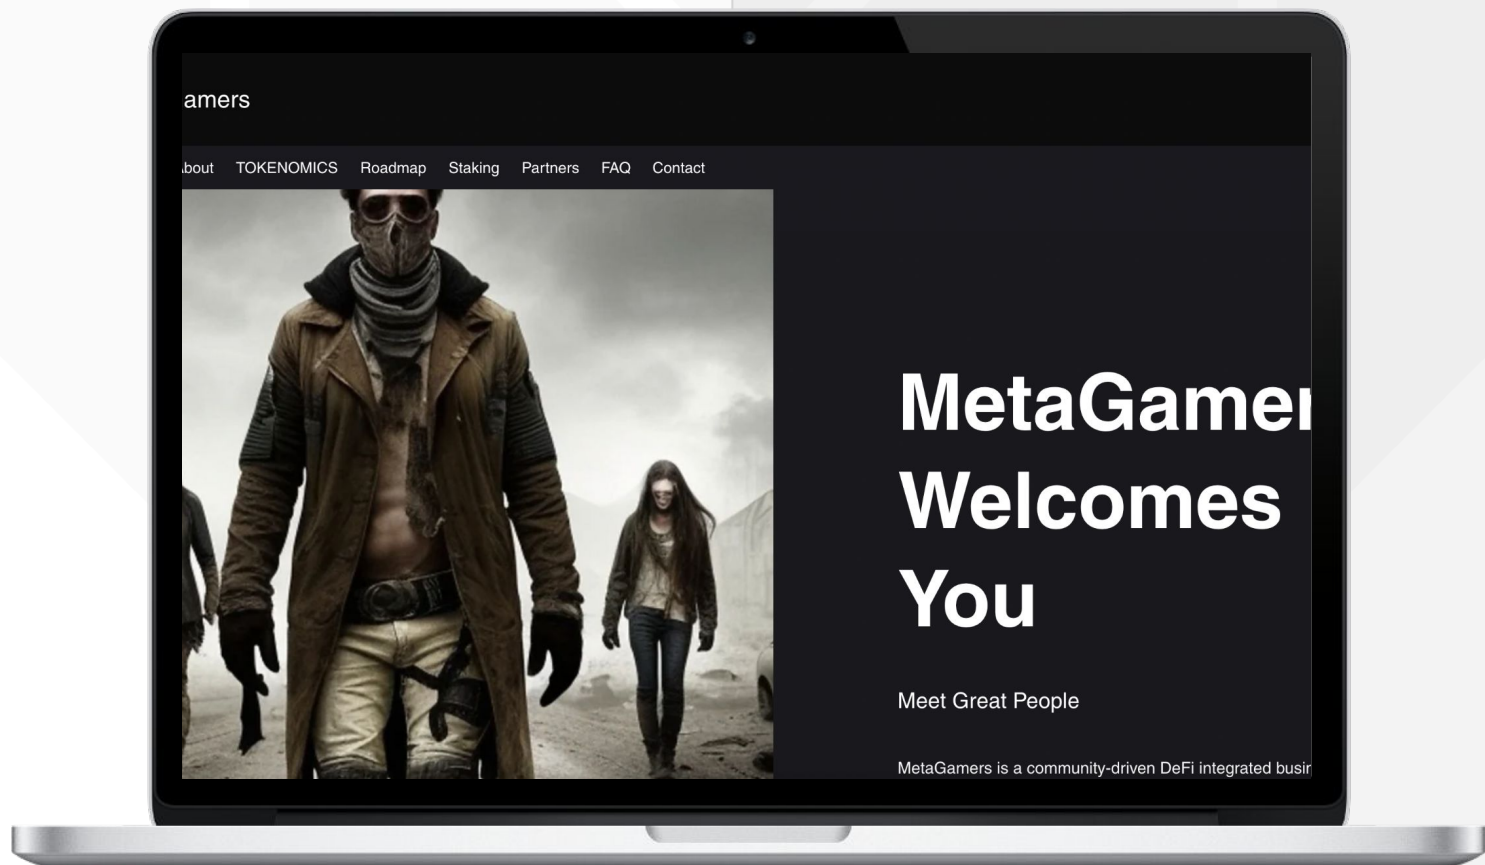 amers
bout TOKENOMICS Roadmap Staking Partners FAQ Contact
MetaGamer
Welcomes
You
Meet Great People
MetaGamers is a community-driven DeFi integrated busin